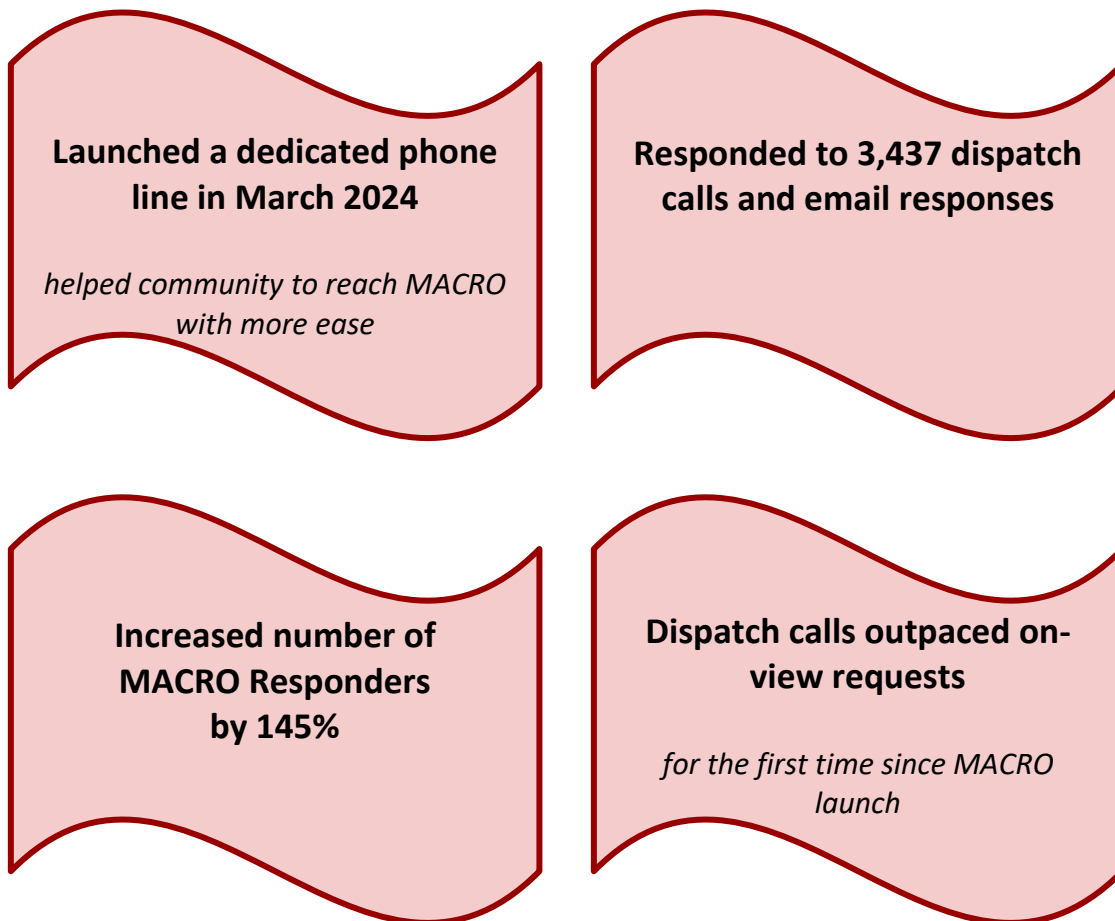 Launched a dedicated phone
line in March 2024
helped community to reach MACRO
with more ease
Responded to 3,437 dispatch
calls and email responses
Increased number of
MACRO Responders
by 145%
Dispatch calls outpaced on-
view requests
for the first time since MACRO
launch